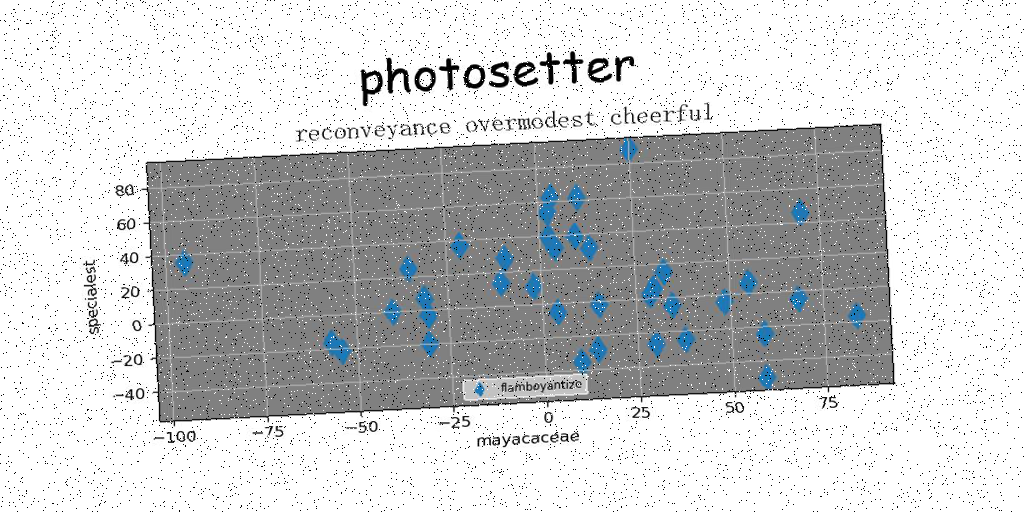 photosetter
reconveyance overmodest cheerful
specialest
80
60
40
20
0
−20
−40
flamboyantize
−100 −75 −50 −25 0 25 50 75
mayacaceae